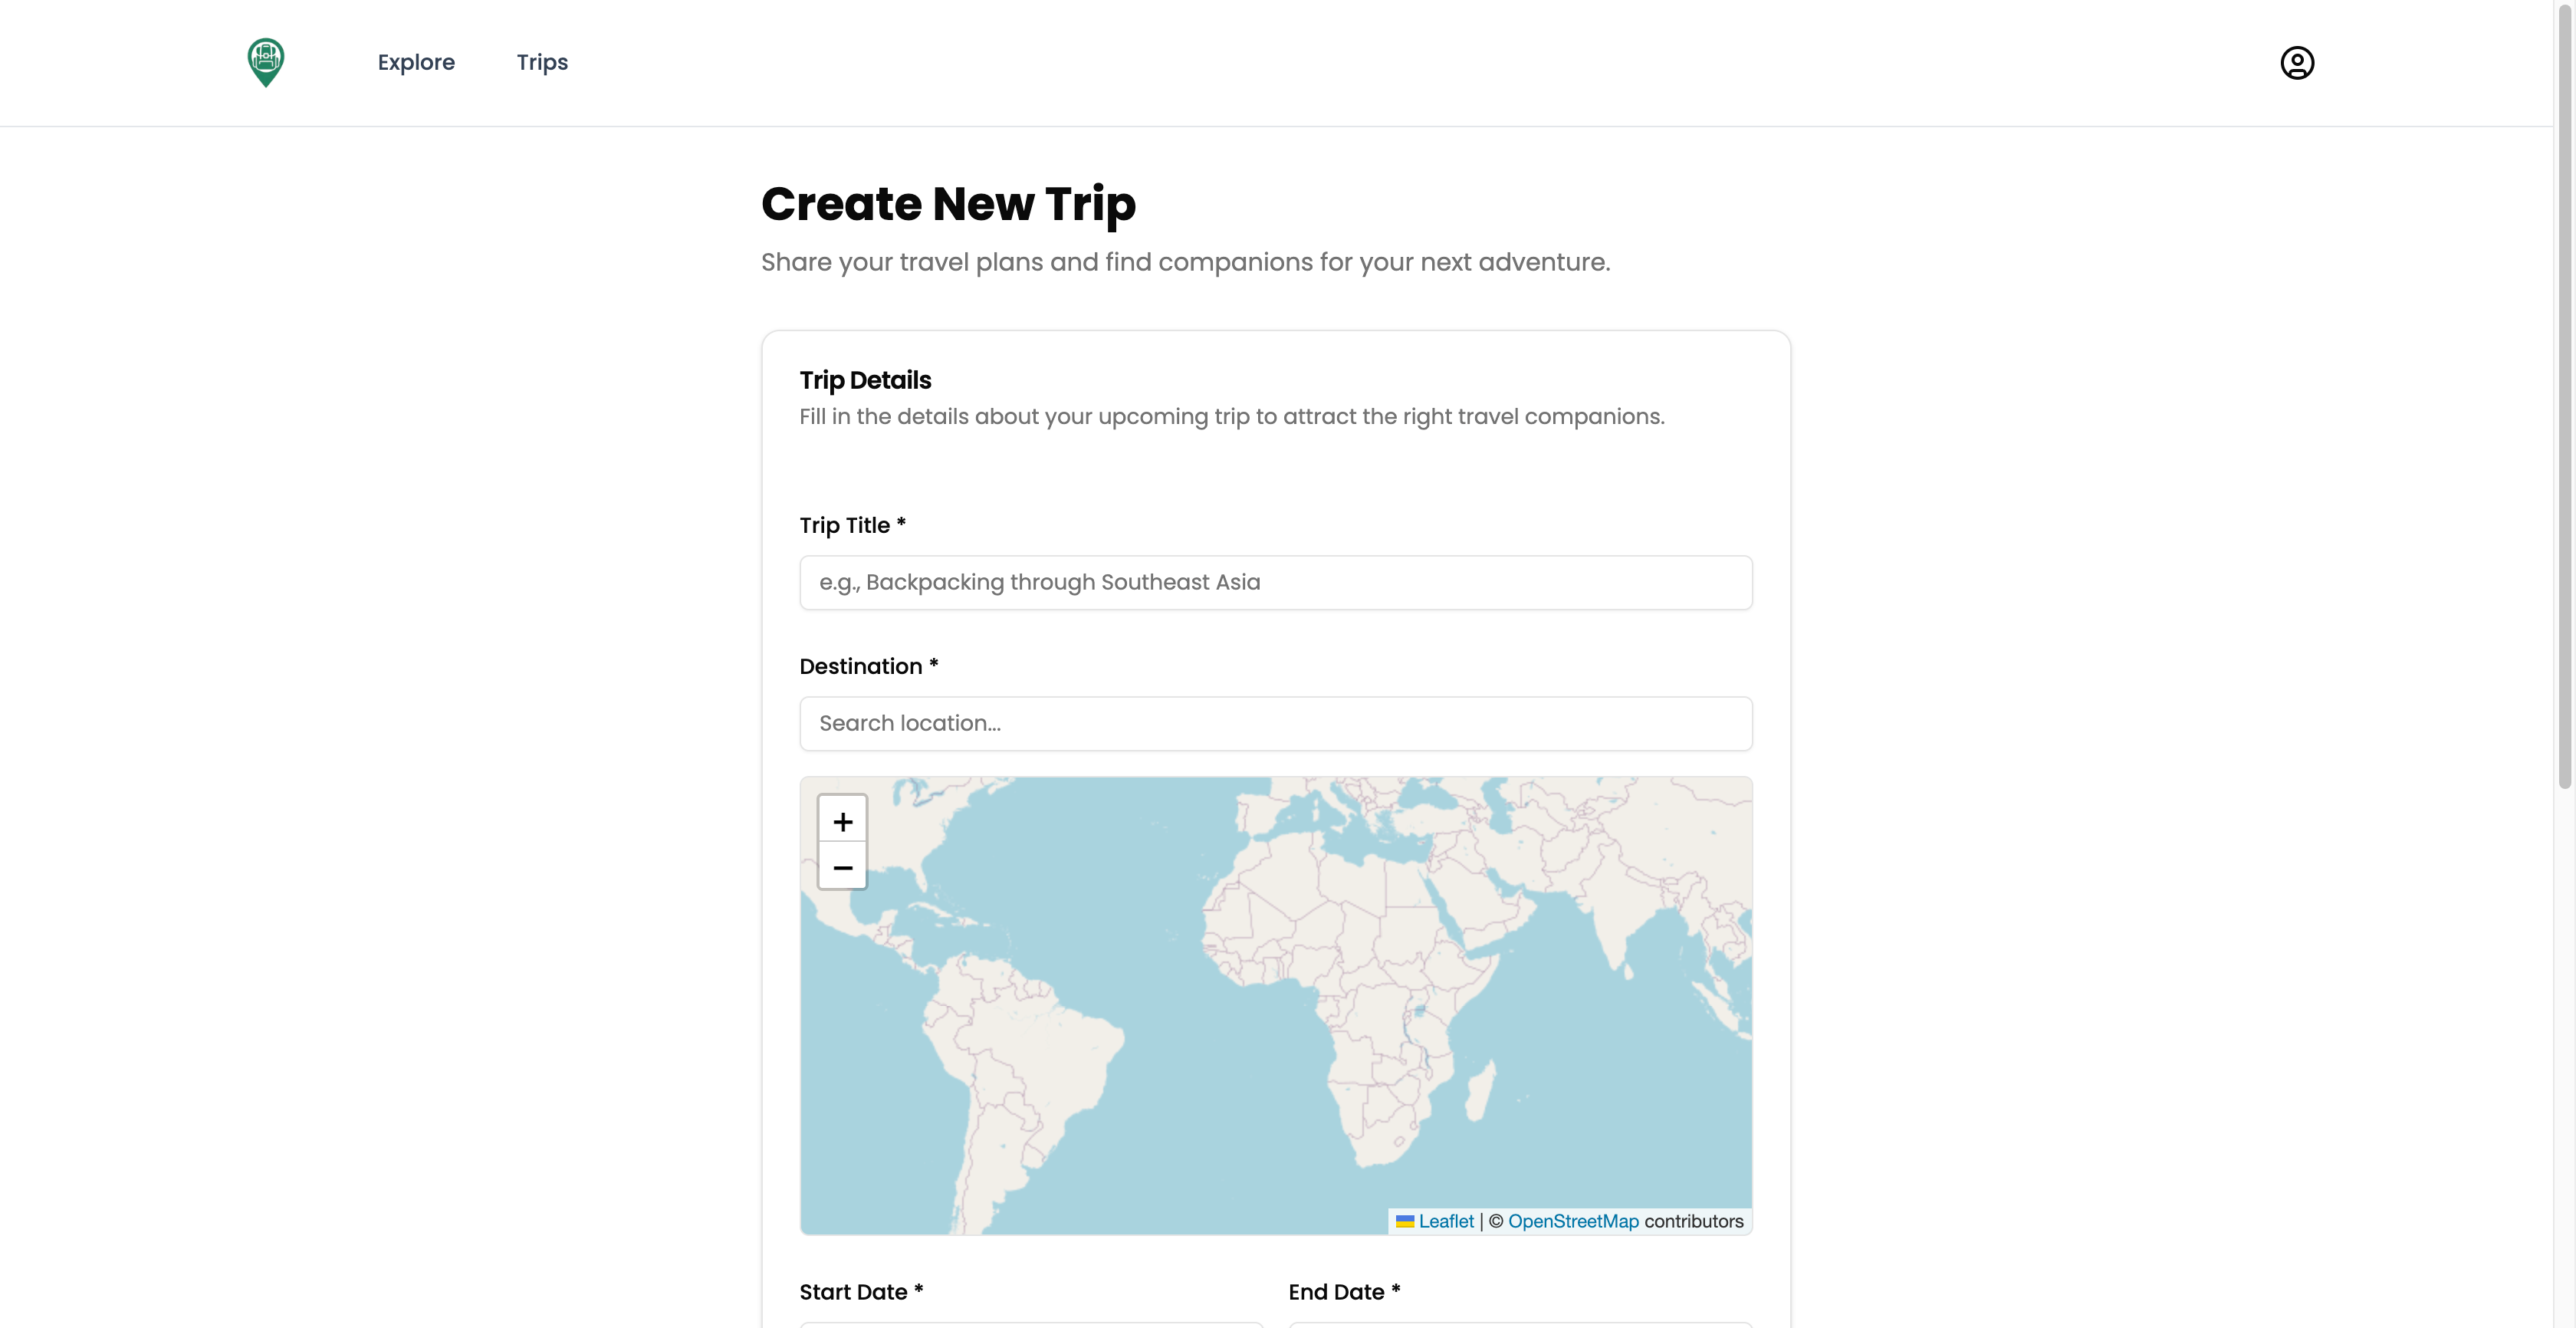 Explore
Trips
Create New Trip
Share your travel plans and find companions for your next adventure.
Trip Details
Fill in the details about your upcoming trip to attract the right travel companions.
Trip Title *
e.g., Backpacking through Southeast Asia
Destination *
Search location...
+
−
Leaflet | © OpenStreetMap contributors
Start Date *
End Date *